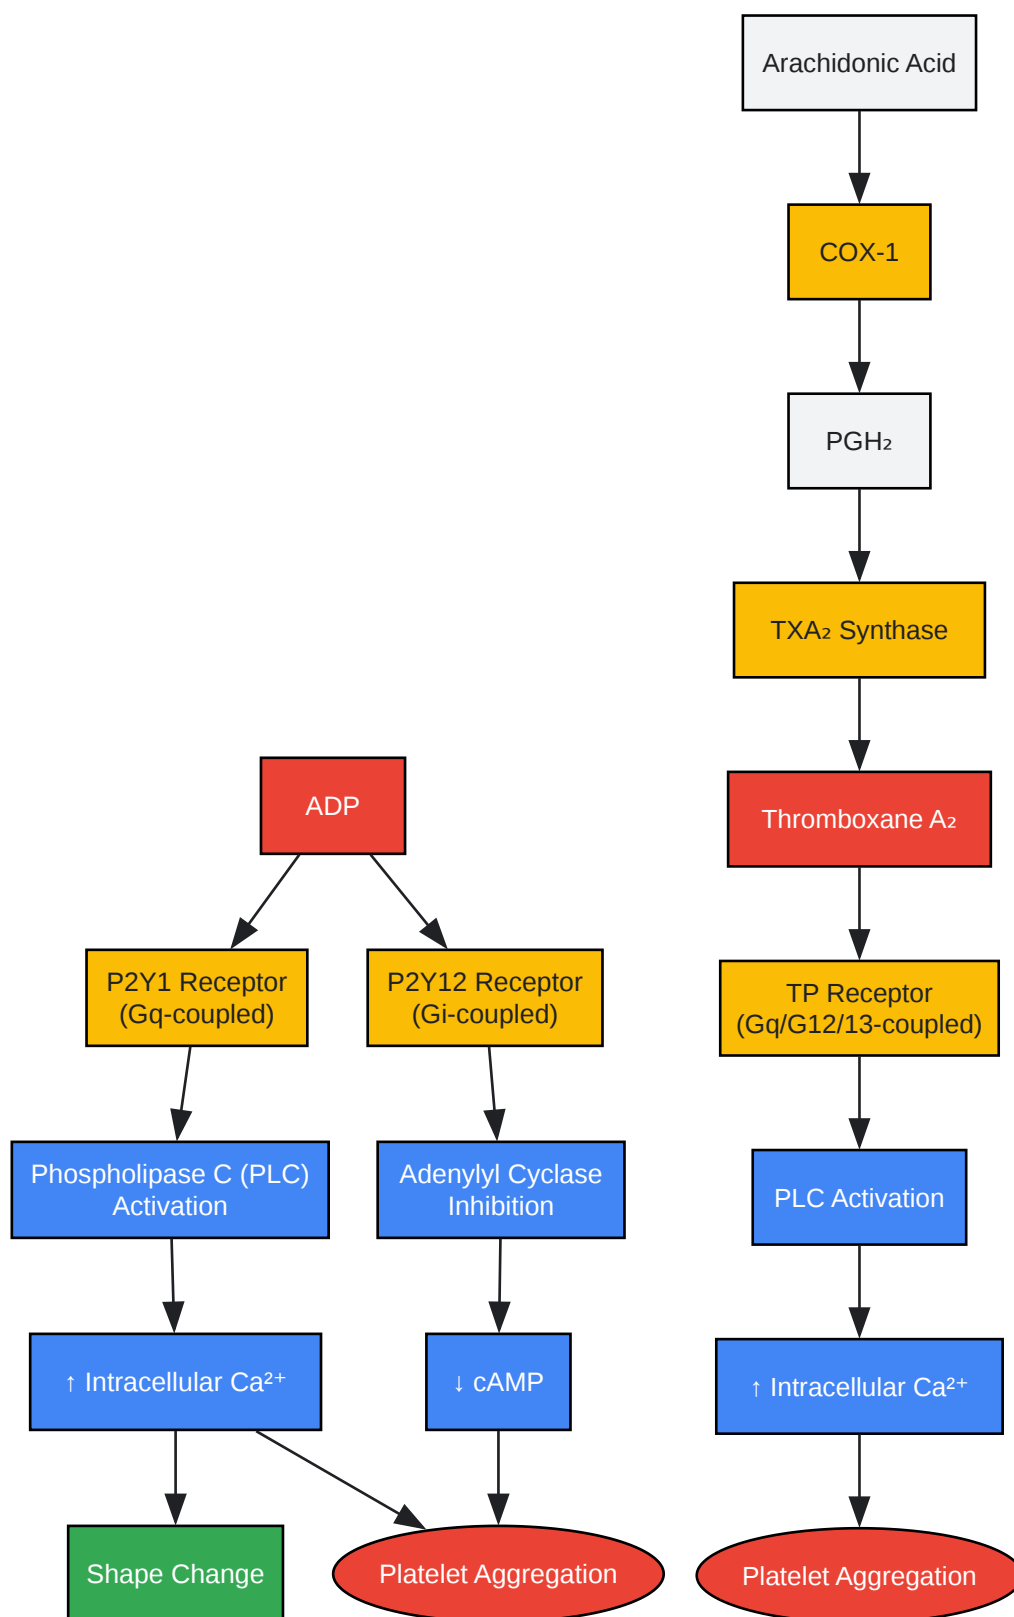 Arachidonic Acid
COX-1
PGH₂
TXA₂ Synthase
ADP
Thromboxane A₂
P2Y1 Receptor
(Gq-coupled)
P2Y12 Receptor
(Gi-coupled)
TP Receptor
(Gq/G12/13-coupled)
Phospholipase C (PLC)
Activation
Adenylyl Cyclase
Inhibition
PLC Activation
↑ Intracellular Ca²⁺
↓ cAMP
↑ Intracellular Ca²⁺
Shape Change
Platelet Aggregation
Platelet Aggregation